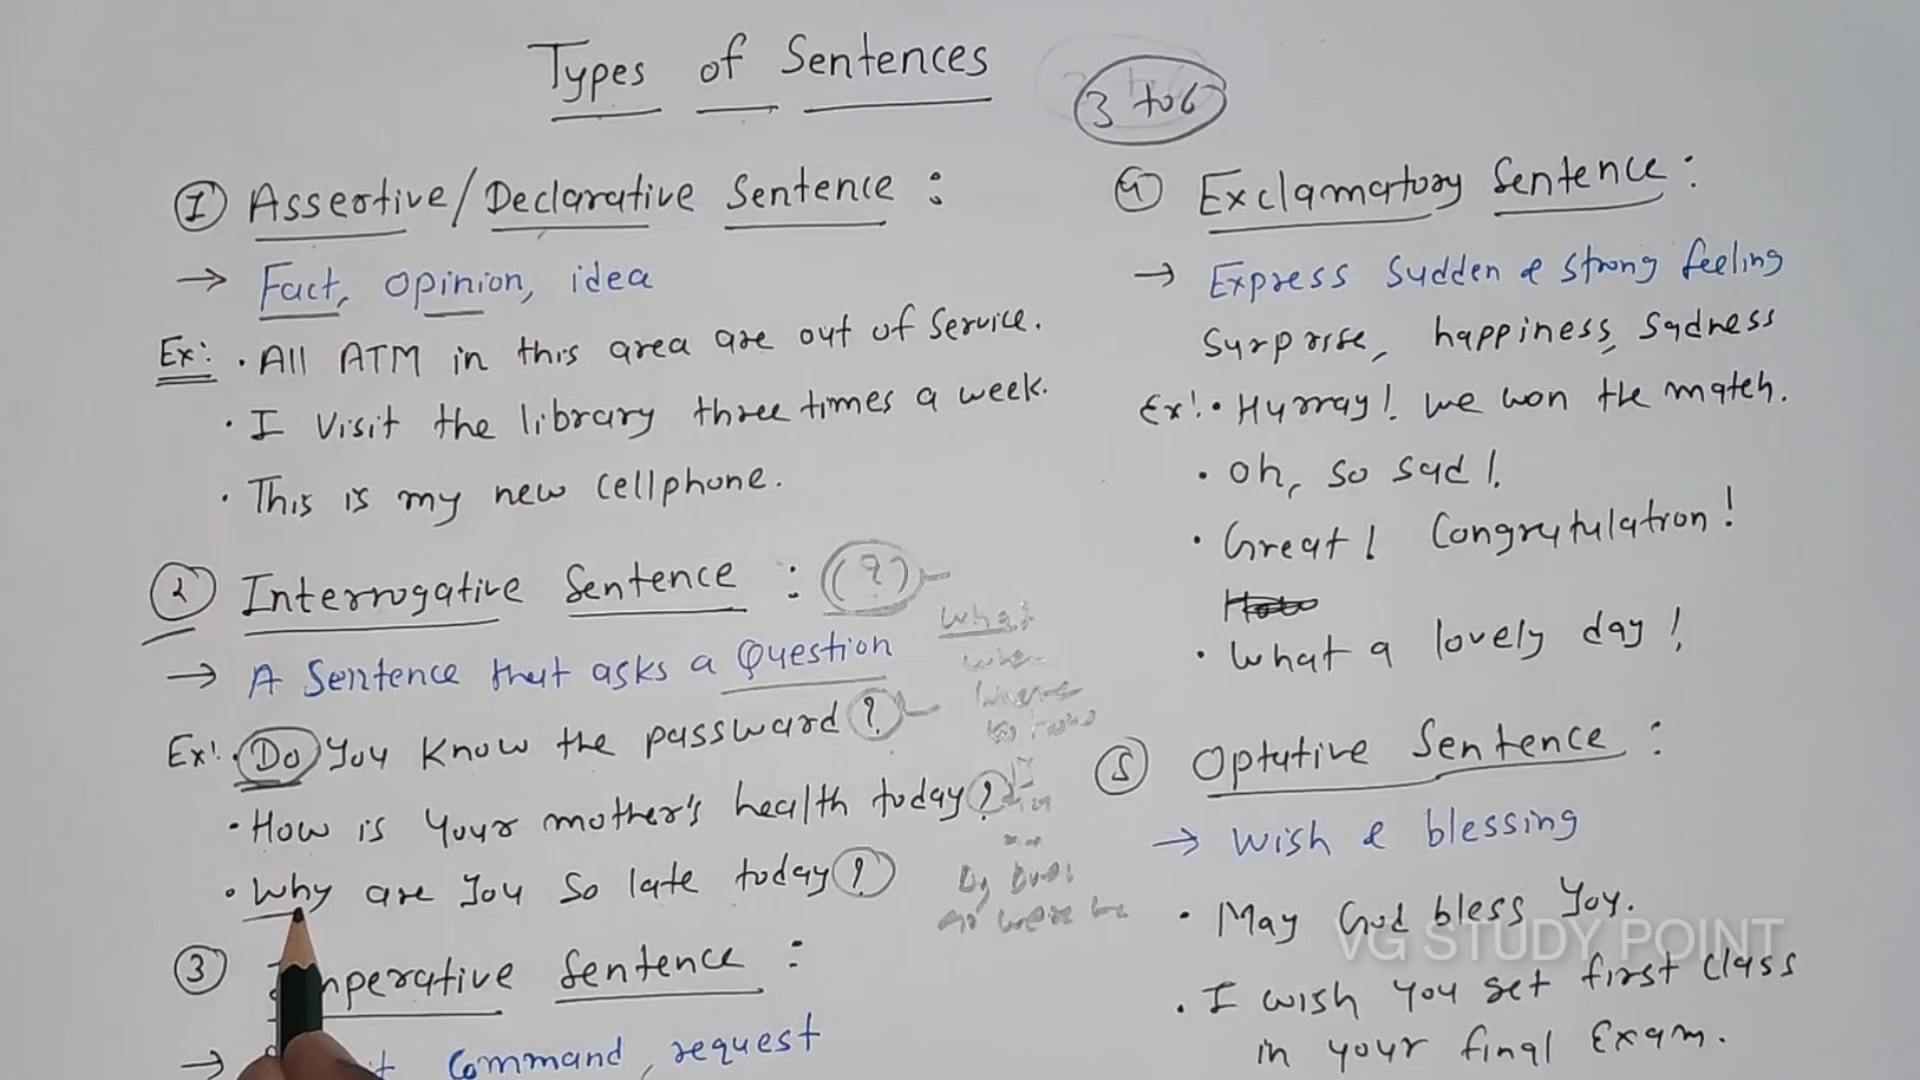 Types of Sentences
3 to 6
① Assertive/Declarative Sentence :
→ Fact, opinion, idea
Ex: • All ATM in this area are out of service.
• I visit the library three times a week.
• This is my new cellphone.
② Interrogative Sentence : (?)
→ A Sentence that asks a Question
What
Where
how
Ex: • Do you know the passward?
• How is your mother's health today?
• Why are you so late today?
③ Imperative Sentence :
→ command, request
④ Exclamatory Sentence :
→ Express sudden & strong feeling
surprise, happiness, sadness
Ex: • Hurray! we won the match.
• oh, so sad!
• Great! Congratulation!
• What a lovely day!
⑤ Optative Sentence :
→ wish & blessing
• May God bless you.
• I wish you get first class
in your final Exam.
VG STUDY POINT